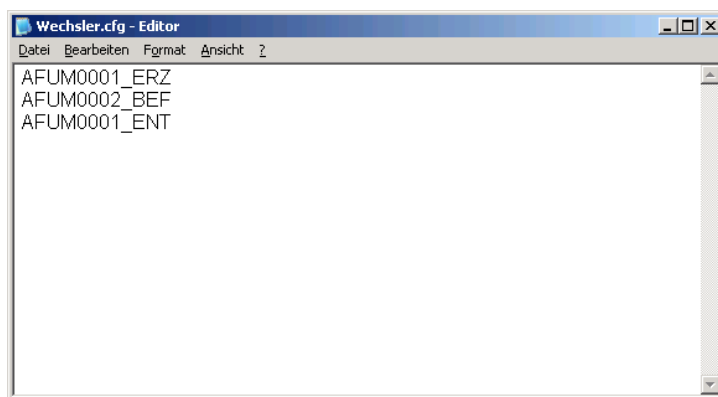 Wechsler.cfg - Editor
Datei Bearbeiten Format Ansicht ?
AFUM0001_ERZ
AFUM0002_BEF
AFUM0001_ENT